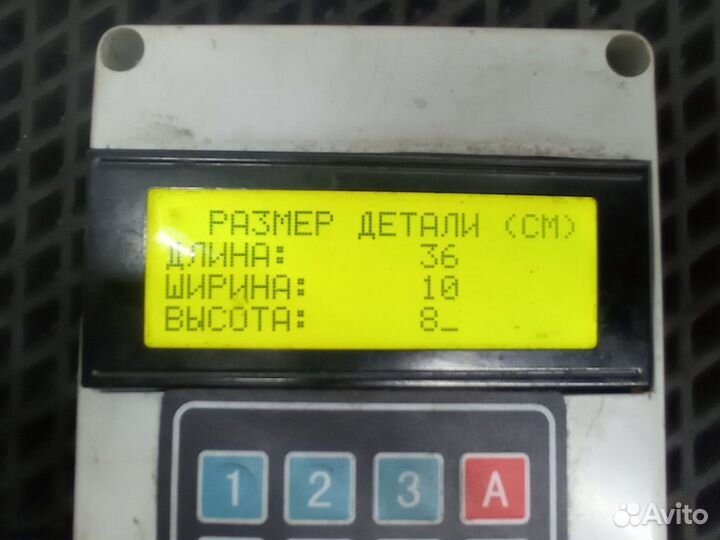 РАЗМЕР ДЕТАЛИ (СМ)
ДЛИНА: 36
ШИРИНА: 10
ВЫСОТА: 8_
1 2 3 A
Avito